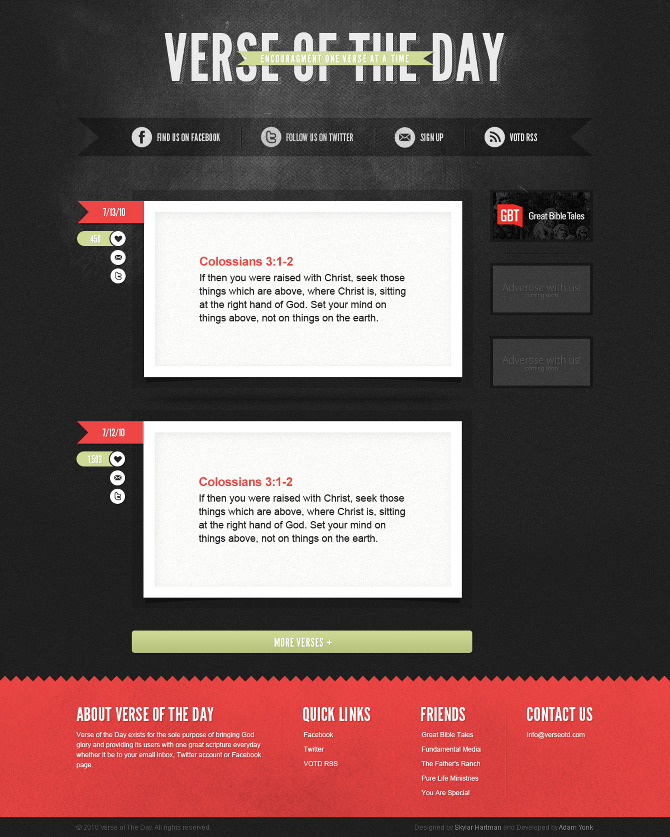 VERSE OF THE DAY
ENCOURAGMENT ONE VERSE AT A TIME
FIND US ON FACEBOOK
FOLLOW US ON TWITTER
SIGN UP
VOTD RSS
7/13/10
456
Colossians 3:1-2
If then you were raised with Christ, seek those
things which are above, where Christ is, sitting
at the right hand of God. Set your mind on
things above, not on things on the earth.
GBT Great Bible Tales
Advertise with us!
coming soon
Advertise with us!
coming soon
7/12/10
1,503
Colossians 3:1-2
If then you were raised with Christ, seek those
things which are above, where Christ is, sitting
at the right hand of God. Set your mind on
things above, not on things on the earth.
MORE VERSES +
ABOUT VERSE OF THE DAY
Verse of the Day exists for the sole purpose of bringing God
glory and providing its users with one great scripture everyday
whether it be to your email inbox, Twitter account or Facebook
page.
QUICK LINKS
Facebook
Twitter
VOTD RSS
FRIENDS
Great Bible Tales
Fundamental Media
The Father's Ranch
Pure Life Ministries
You Are Special
CONTACT US
info@verseotd.com
© 2010 Verse of The Day. All rights reserved.
Designed by Skylar Hartman and Developed by Adam Yonk